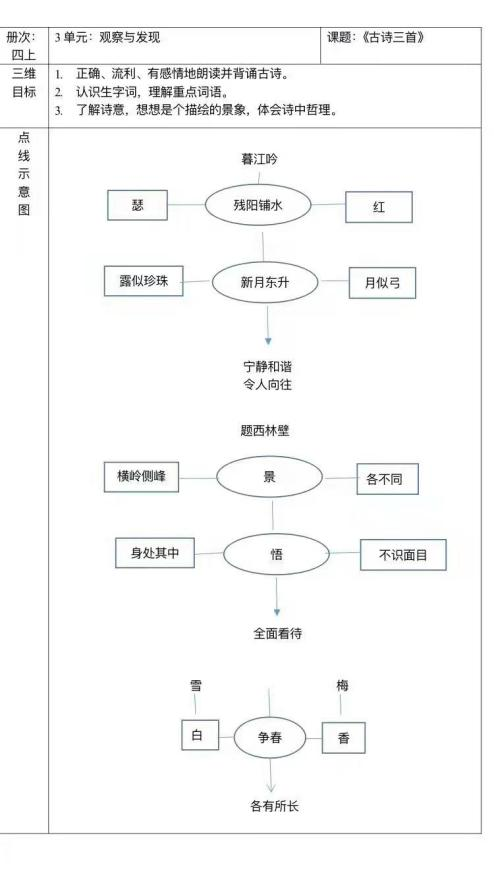 册次：
四上
3 单元：观察与发现
课题：《古诗三首》
三维
目标
1. 正确、流利、有感情地朗读并背诵古诗。
2. 认识生字词，理解重点词语。
3. 了解诗意，想想是个描绘的景象，体会诗中哲理。
点
线
示
意
图
暮江吟
瑟 残阳铺水 红
露似珍珠 新月东升 月似弓
宁静和谐
令人向往
题西林壁
横岭侧峰 景 各不同
身处其中 悟 不识面目
全面看待
雪 梅
白 争春 香
各有所长